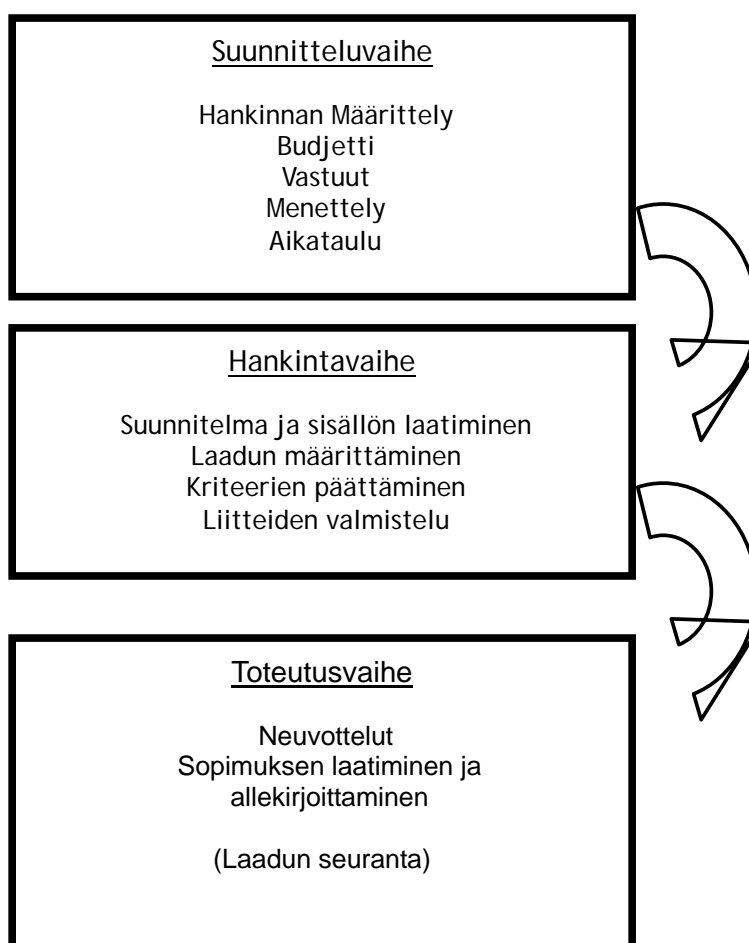 Suunnitteluvaihe
Hankinnan Määrittely
Budjetti
Vastuut
Menettely
Aikataulu
Hankintavaihe
Suunnitelma ja sisällön laatiminen
Laadun määrittäminen
Kriteerien päättäminen
Liitteiden valmistelu
Toteutusvaihe
Neuvottelut
Sopimuksen laatiminen ja
allekirjoittaminen
(Laadun seuranta)